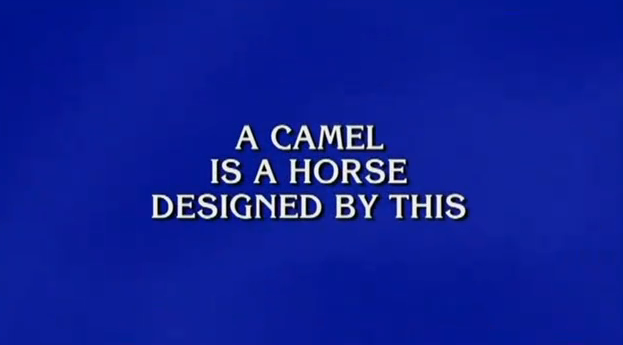 A CAMEL
IS A HORSE
DESIGNED BY THIS